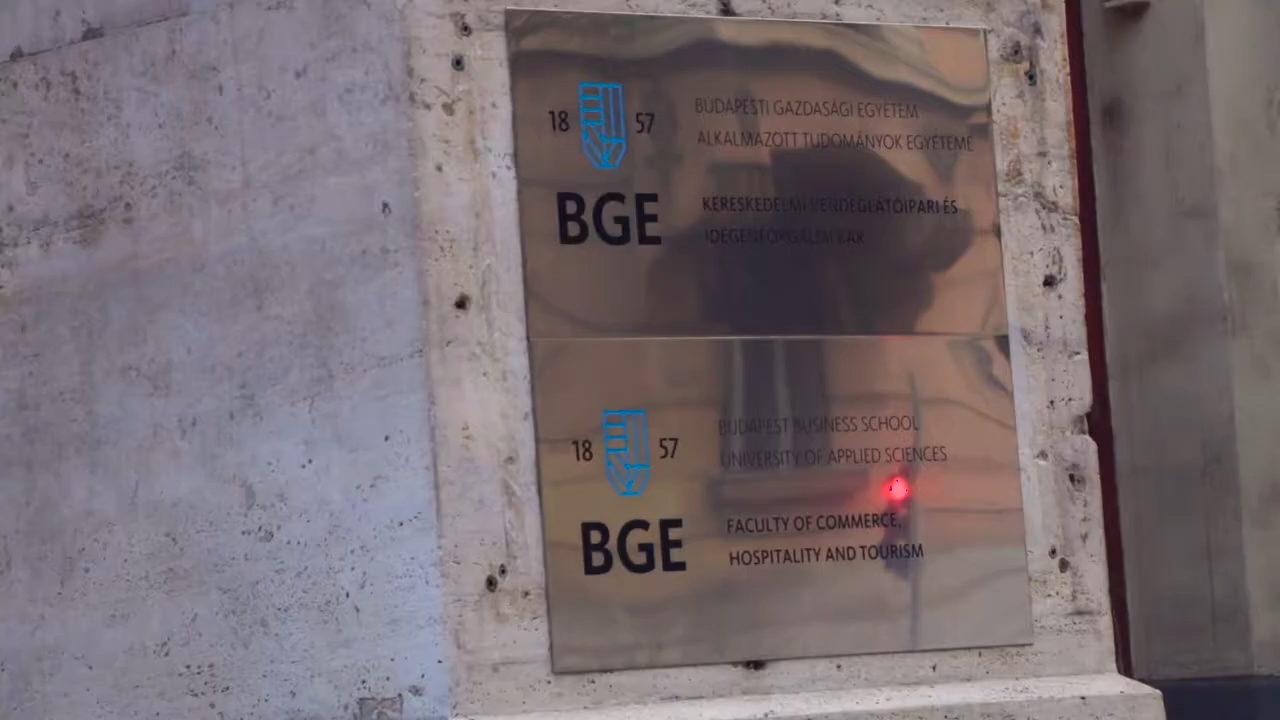 18 57
BGE
BUDAPESTI GAZDASÁGI EGYETEM
ALKALMAZOTT TUDOMÁNYOK EGYETEME
KERESKEDELMI VENDÉGLÁTÓIPARI ÉS
IDEGENFORGALMI KAR
18 57
BGE
BUDAPEST BUSINESS SCHOOL
UNIVERSITY OF APPLIED SCIENCES
FACULTY OF COMMERCE,
HOSPITALITY AND TOURISM